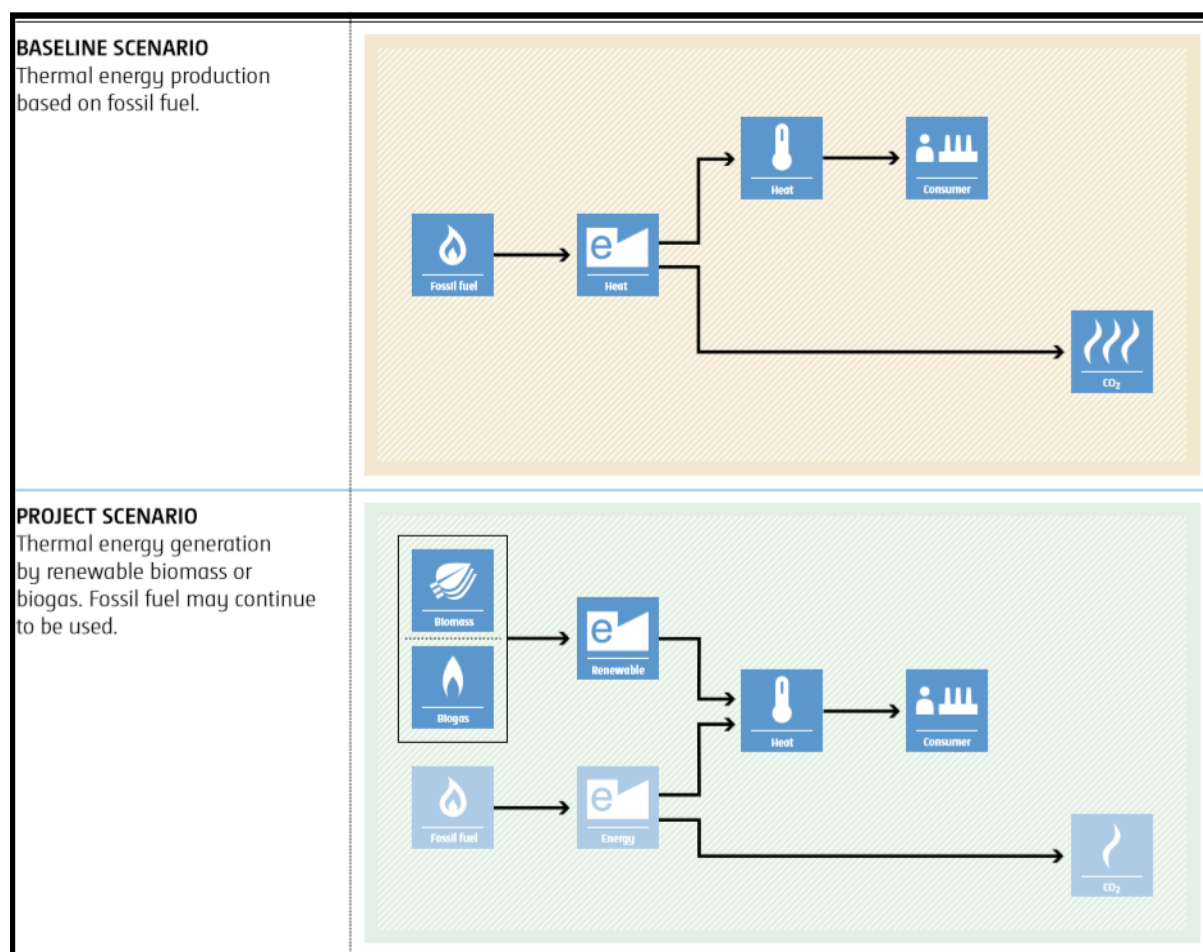 BASELINE SCENARIO
Thermal energy production
based on fossil fuel.
Heat
Consumer
Fossil fuel
e
Heat
CO₂
PROJECT SCENARIO
Thermal energy generation
by renewable biomass or
biogas. Fossil fuel may continue
to be used.
Biomass
e
Renewable
Biogas
Heat
Consumer
Fossil fuel
e
Energy
CO₂